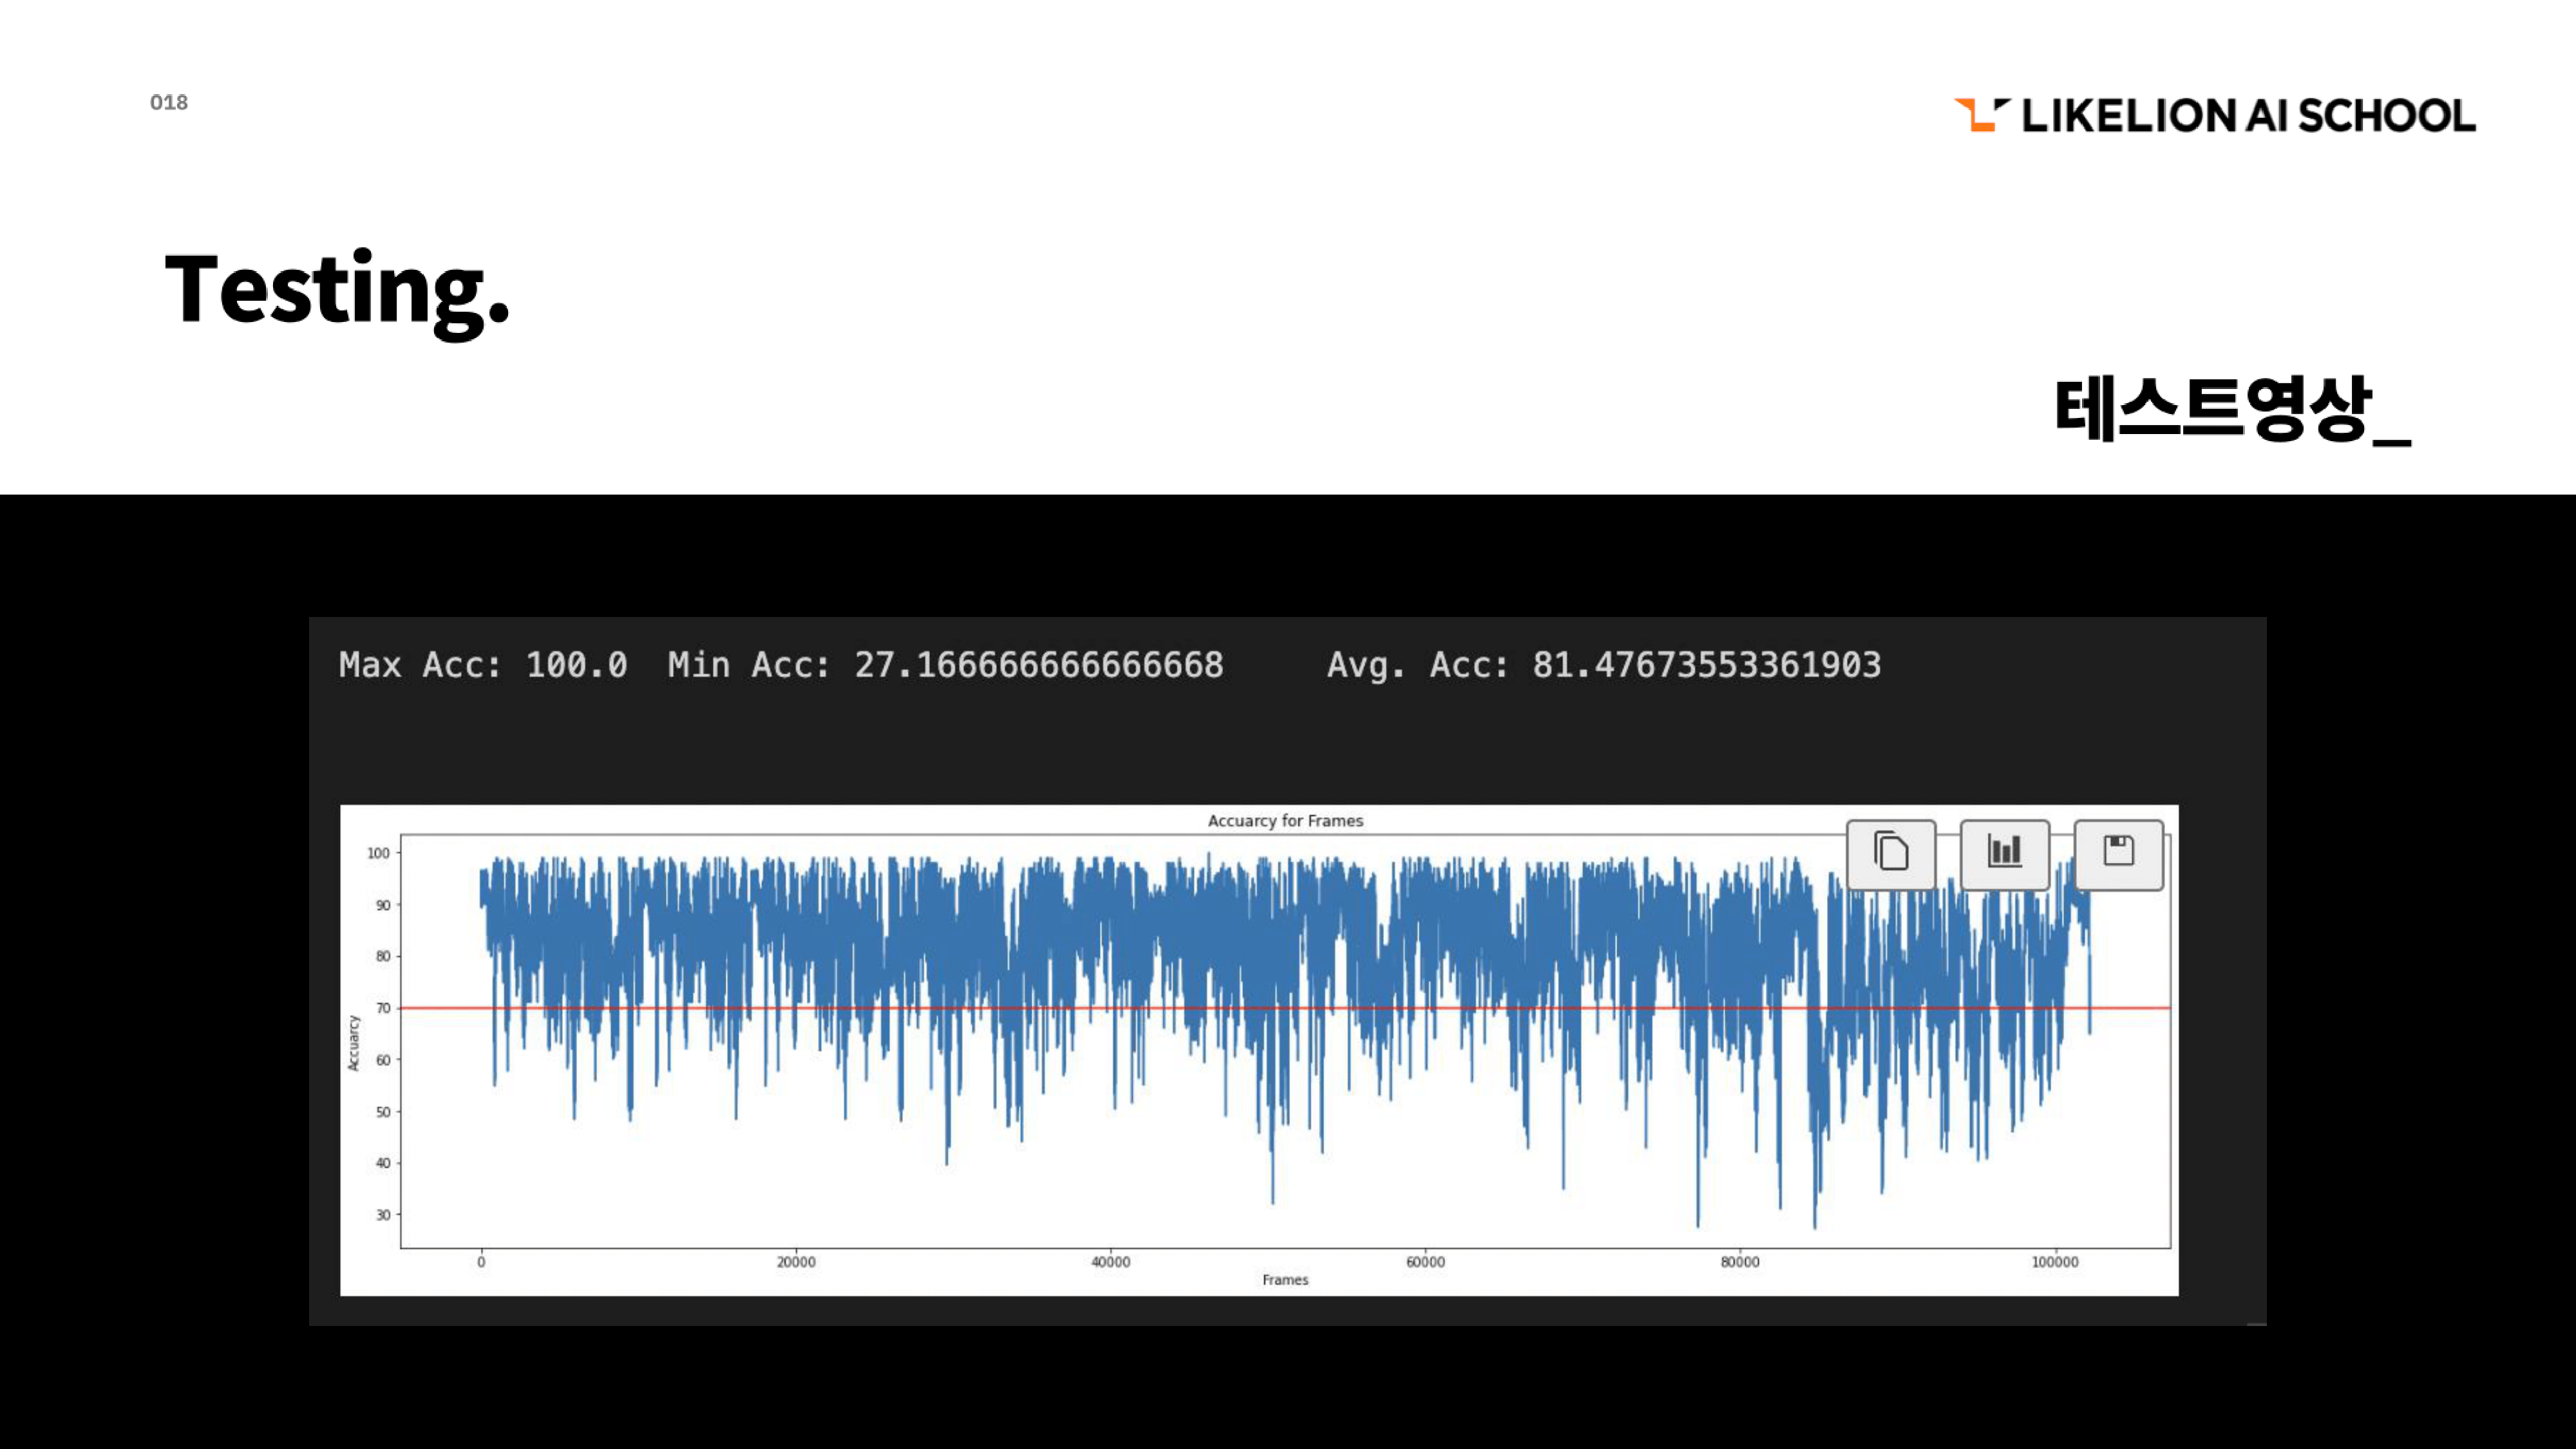 018
LIKELION AI SCHOOL
Testing.
테스트영상_
Max Acc: 100.0 Min Acc: 27.166666666666668 Avg. Acc: 81.47673553361903
Accuarcy for Frames
100
90
80
70
60
50
40
30
Accuarcy
0 20000 40000 60000 80000 100000
Frames